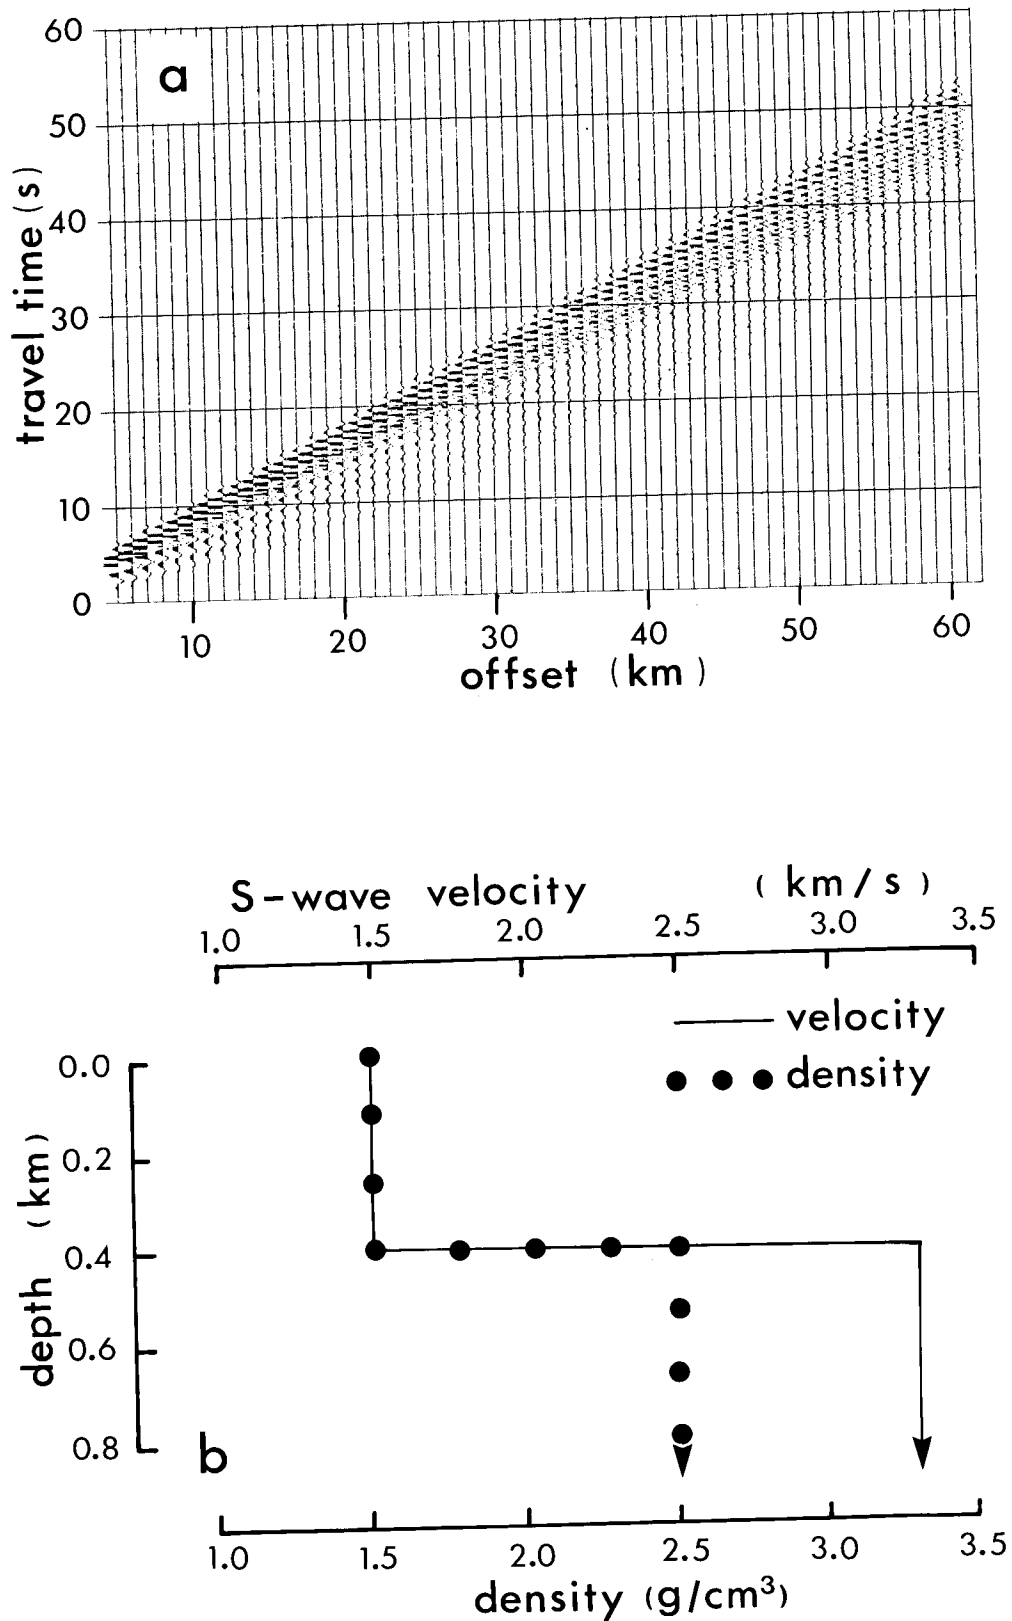 60
a
50
40
30
20
10
0
travel time (s)
10 20 30 40 50 60
offset (km)
S-wave velocity (km/s)
1.0 1.5 2.0 2.5 3.0 3.5
velocity
density
0.0
0.2
0.4
0.6
0.8
depth (km)
b
1.0 1.5 2.0 2.5 3.0 3.5
density (g/cm³)